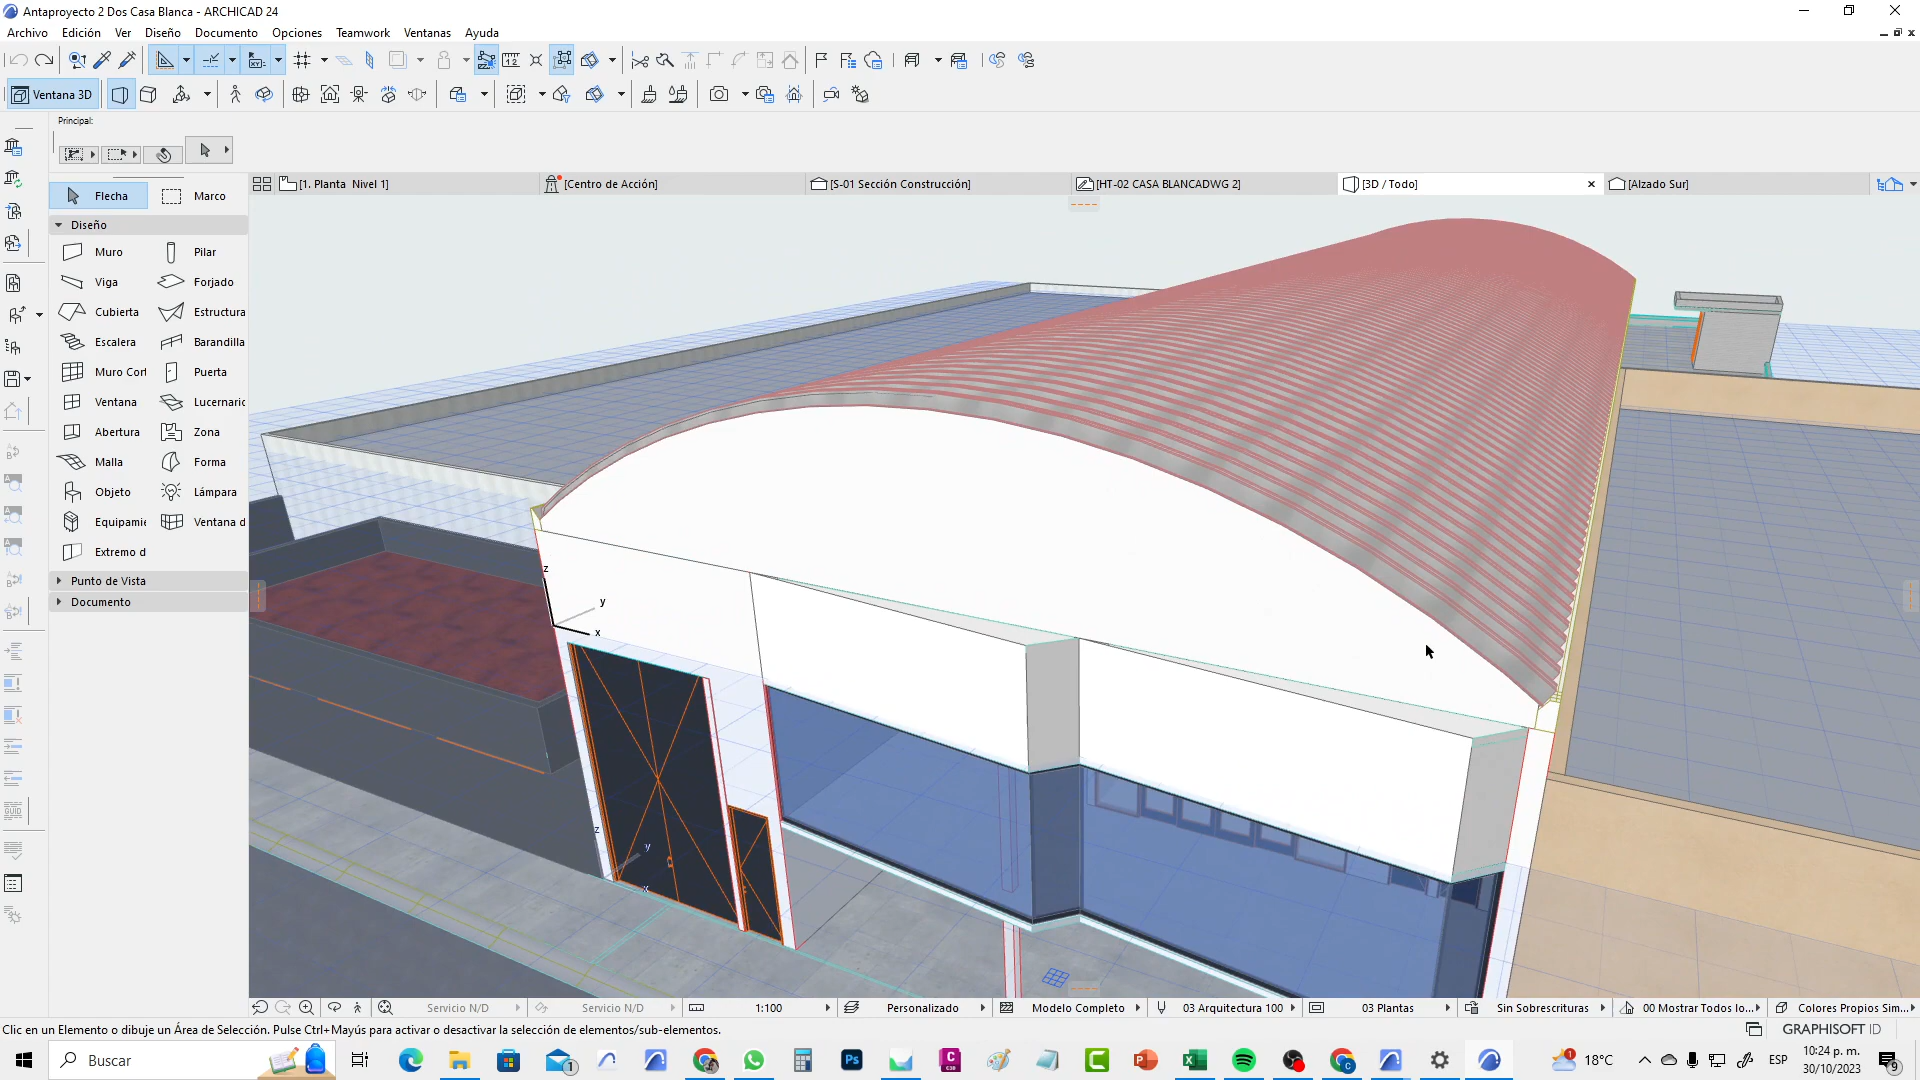 Antaproyecto 2 Dos Casa Blanca - ARCHICAD 24
Archivo Edición Ver Diseño Documento Opciones Teamwork Ventanas Ayuda
Ventana 3D
Principal:
[1. Planta Nivel 1]
[Centro de Acción]
[S-01 Sección Construcción]
[HT-02 CASA BLANCADWG 2]
[3D / Todo]
[Alzado Sur]
Flecha Marco
Diseño
Muro Pilar
Viga Forjado
Cubierta Estructura
Escalera Barandilla
Muro Cort Puerta
Ventana Lucernario
Abertura Zona
Malla Forma
Objeto Lámpara
Equipamie Ventana d
Extremo d
Punto de Vista
Documento
z
y
x
z
y
x
Servicio N/D Servicio N/D 1:100 Personalizado Modelo Completo 03 Arquitectura 100 03 Plantas Sin Sobrescrituras 00 Mostrar Todos lo... Colores Propios Sim...
Clic en un Elemento o dibuje un Área de Selección. Pulse Ctrl+Mayús para activar o desactivar la selección de elementos/sub-elementos.
GRAPHISOFT ID
Buscar
18°C
ESP
10:24 p. m.
30/10/2023